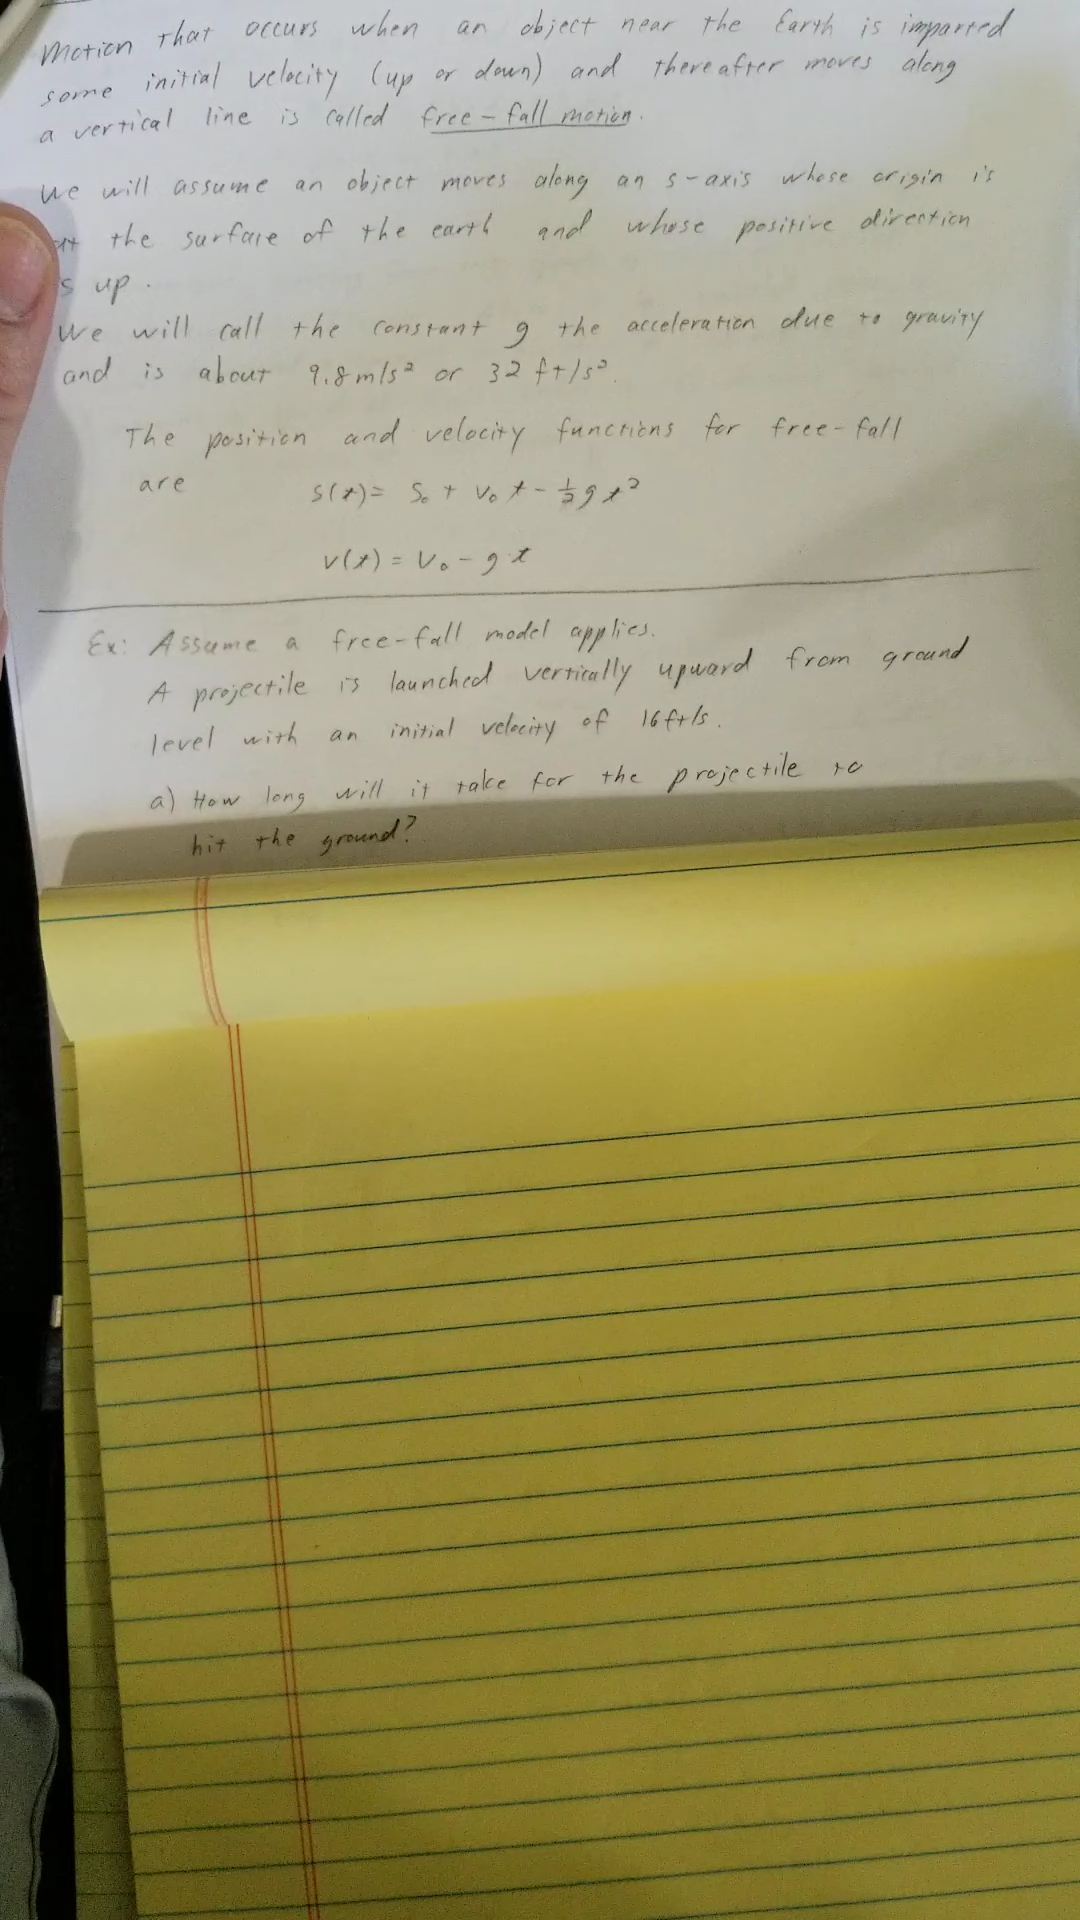 Motion that occurs when an object near the Earth is imparted
some initial velocity (up or down) and thereafter moves along
a vertical line is called free-fall motion.
We will assume an object moves along an s-axis whose origin is
at the surface of the earth and whose positive direction
s up.
We will call the constant g the acceleration due to gravity
and is about 9.8 m/s² or 32 ft/s².
The position and velocity functions for free-fall
are s(t) = s₀ + v₀t - ½gt²
v(t) = v₀ - gt
Ex: Assume a free-fall model applies.
A projectile is launched vertically upward from ground
level with an initial velocity of 16 ft/s.
a) How long will it take for the projectile to
hit the ground?